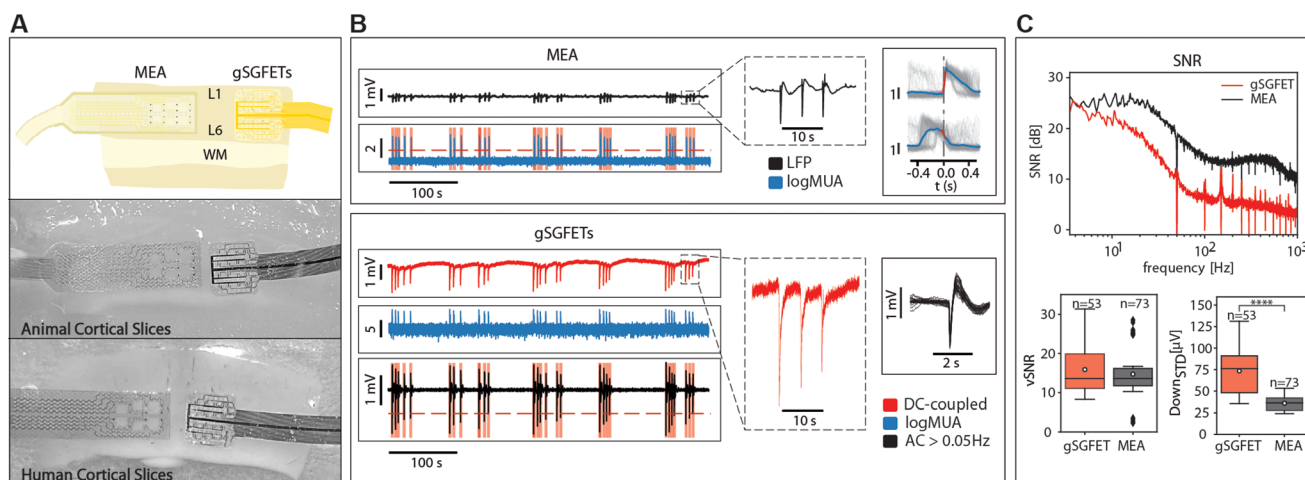 A
MEA
gSGFETs
L1
L6
WM
Animal Cortical Slices
Human Cortical Slices
B
MEA
1 mV
2
100 s
10 s
LFP
logMUA
1
1
-0.4 0.0 0.4
t (s)
gSGFETs
1 mV
5
1 mV
100 s
10 s
1 mV
2 s
DC-coupled
logMUA
AC > 0.05Hz
C
SNR
gSGFET
MEA
SNR [dB]
30
20
10
0
10¹ 10² 10³
frequency [Hz]
vSNR
30
20
10
0
n=53 n=73
gSGFET MEA
DownSTD[µV]
150
125
100
75
50
25
0
****
n=53
n=73
gSGFET MEA